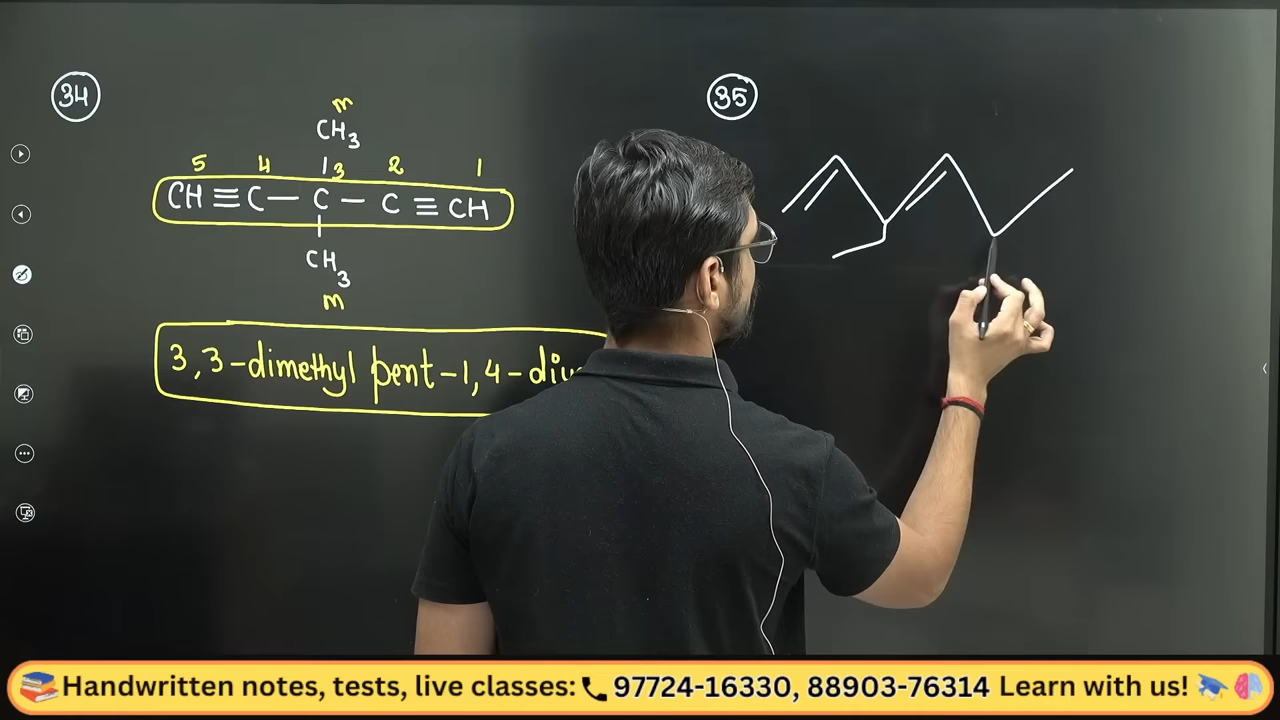 34
m
CH3
5 4 3 2 1
CH ≡ C — C — C ≡ CH
CH3
m
3,3-dimethyl pent-1,4-
35
📚Handwritten notes, tests, live classes: 📞 97724-16330, 88903-76314 Learn with us! 🎓🧠